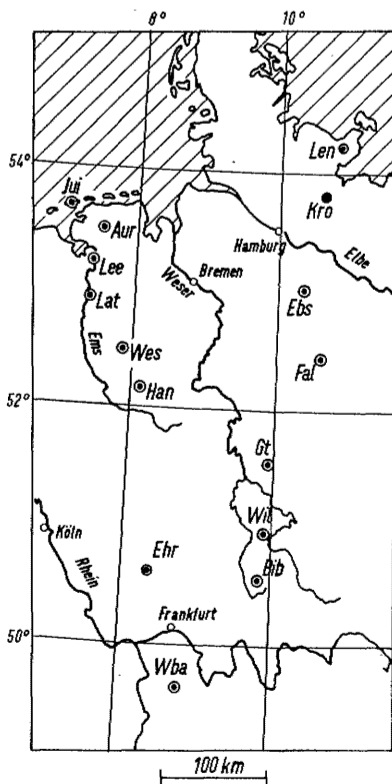 8°
10°
54°
Len
Jui
Kro
Aur
Hamburg
Elbe
Lee
Weser
Bremen
Lat
Ebs
Ems
Wes
Fal
Han
52°
Gt
Wit
Köln
Ehr
Bib
Rhein
Frankfurt
50°
Wba
100 km